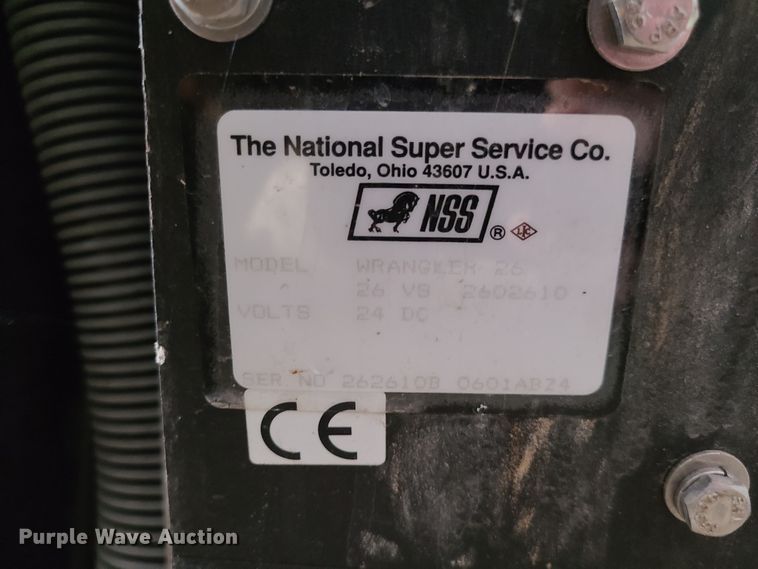 The National Super Service Co.
Toledo, Ohio 43607 U.S.A.
NSS ®
MODEL WRANGLER 26
26 VS 2602610
VOLTS 24 DC
SER NO 262610B 0601ABZ4
CE
Purple Wave Auction